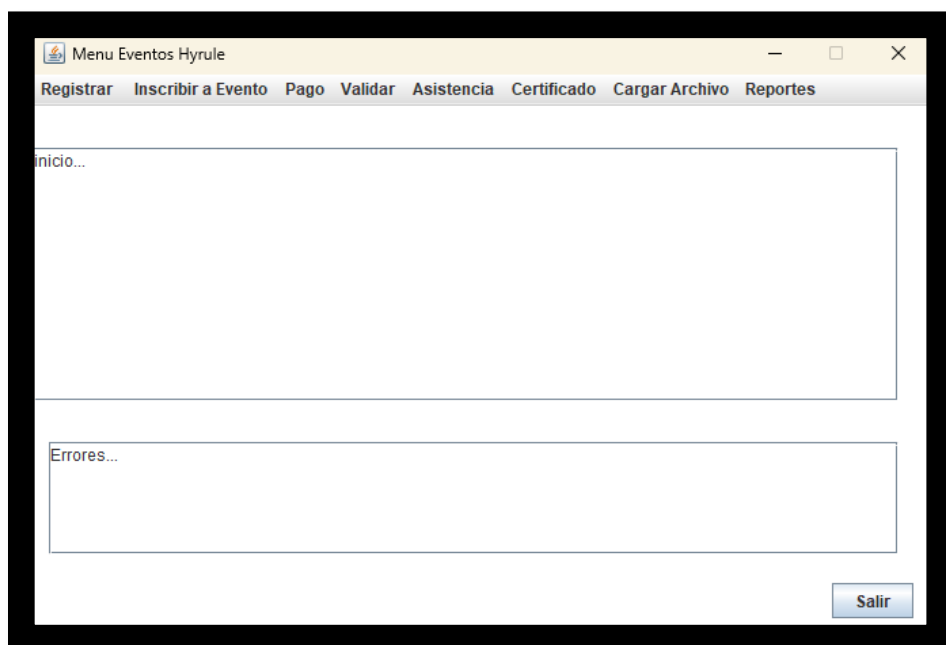 Menu Eventos Hyrule
Registrar Inscribir a Evento Pago Validar Asistencia Certificado Cargar Archivo Reportes
inicio...
Errores...
Salir